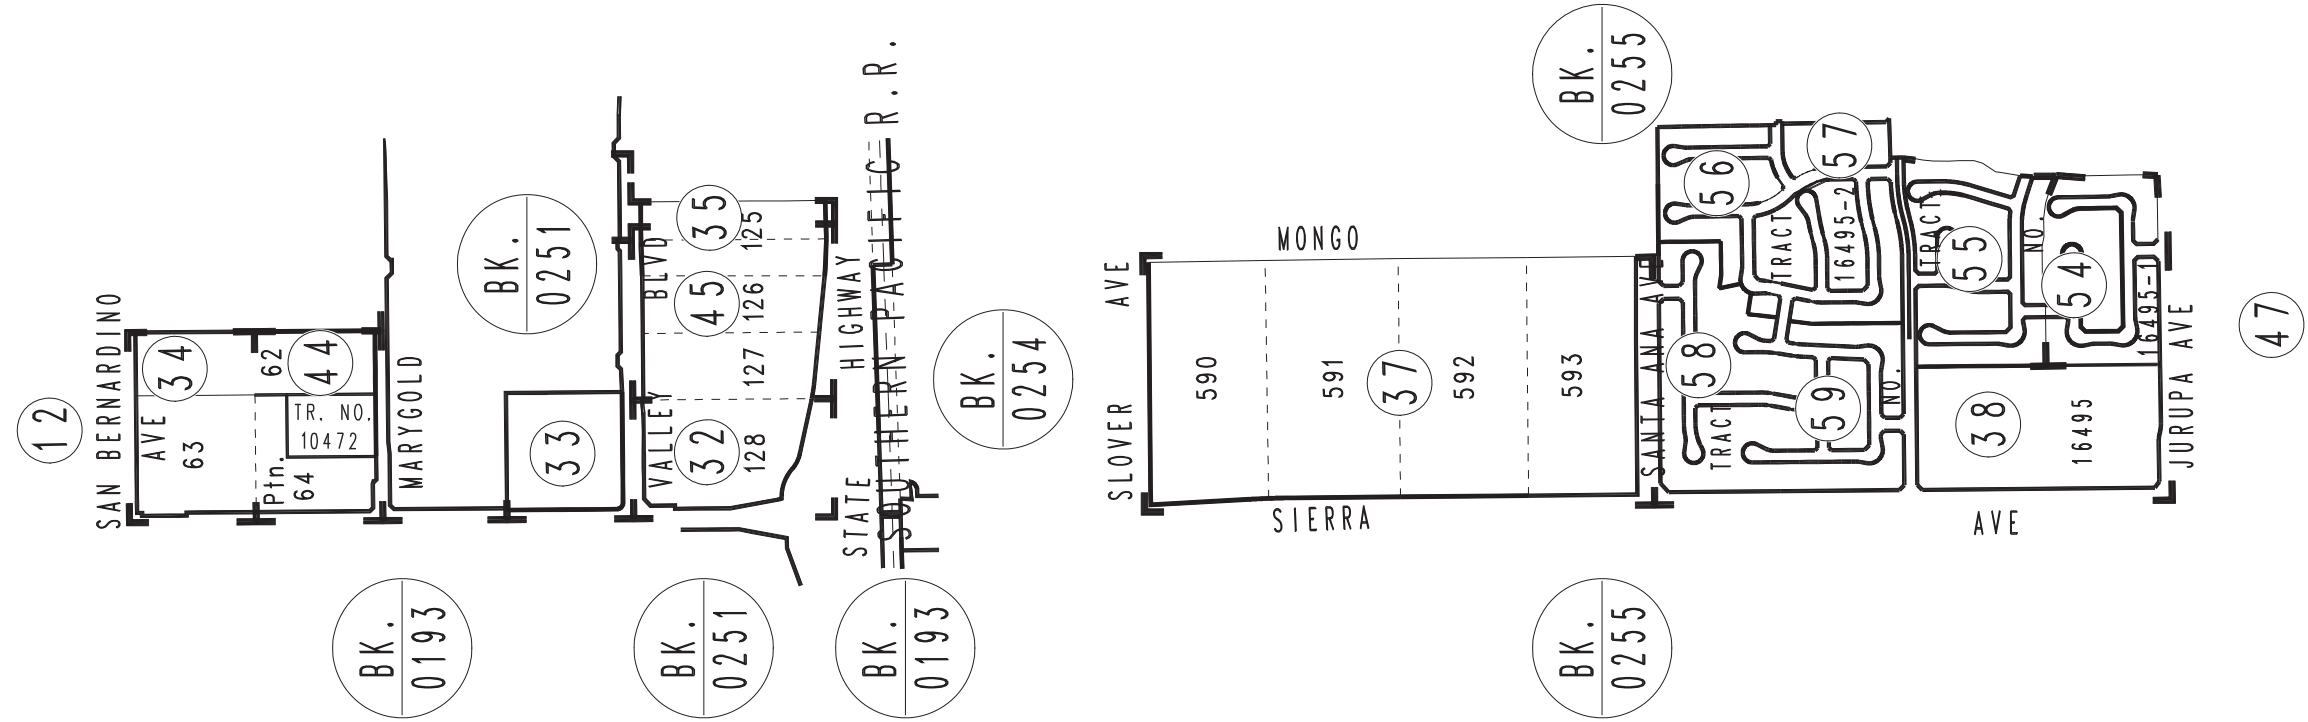 12
SAN BERNARDINO
AVE
34
63
62
44
TR. NO.
10472
Ptn.
64
MARYGOLD
BK.
0251
33
VALLEY
BLVD
35
125
45
126
127
32
128
STATE
HIGHWAY
SOUTHERN PACIFIC R.R.
BK.
0254
BK.
0193
BK.
0251
BK.
0193
SLOVER
AVE
MONGO
590
591
37
592
593
SIERRA
AVE
SANTA ANA AVE
BK.
0255
56
57
TRACT
16495-2
58
TRACT
59
NO.
TRACT
55
NO.
54
16495-1
38
16495
JURUPA AVE
47
BK.
0255